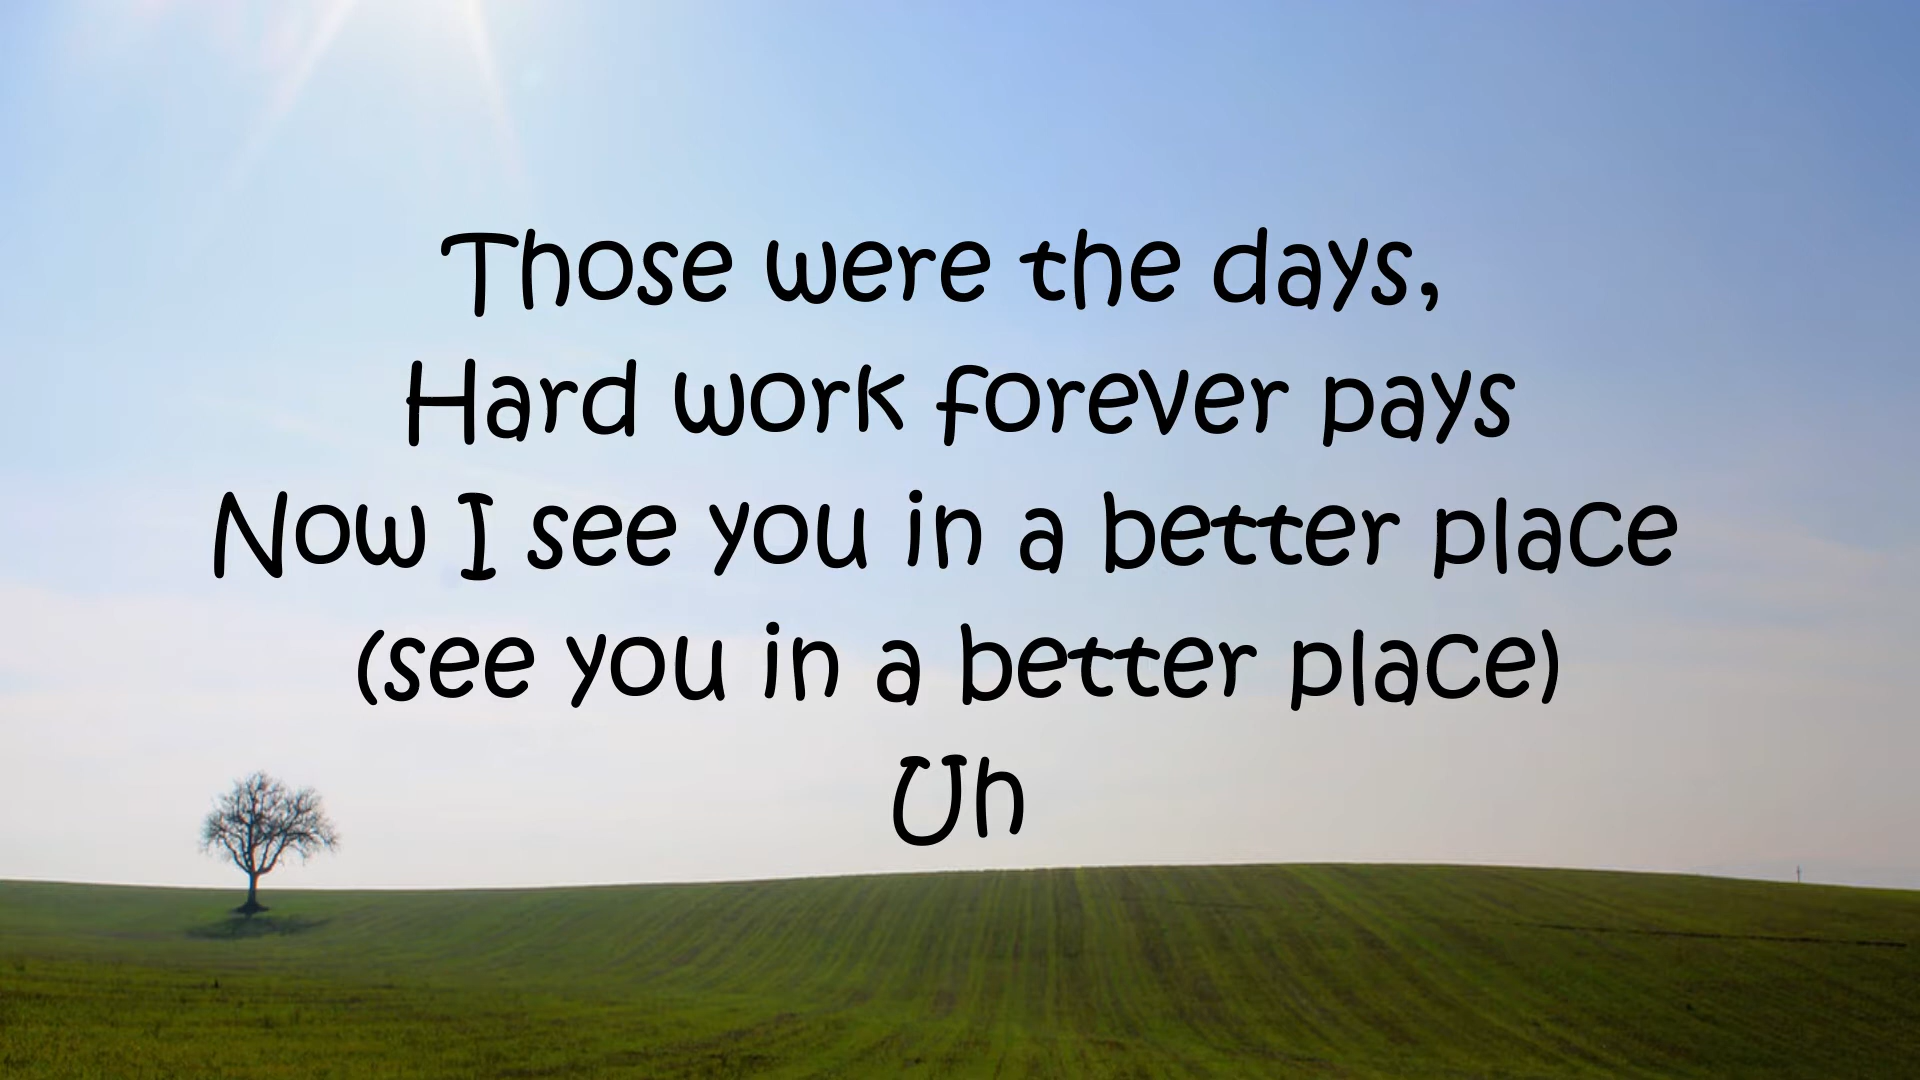 Those were the days,
Hard work forever pays
Now I see you in a better place
(see you in a better place)
Uh